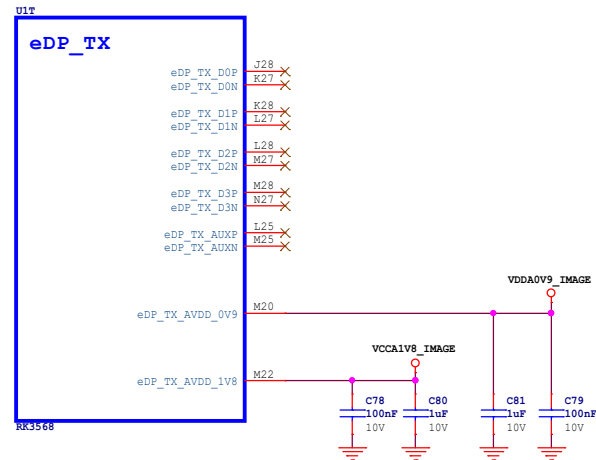 U1T
eDP_TX
eDP_TX_D0P J28
eDP_TX_D0N K27
eDP_TX_D1P K28
eDP_TX_D1N L27
eDP_TX_D2P L28
eDP_TX_D2N M27
eDP_TX_D3P M28
eDP_TX_D3N N27
eDP_TX_AUXP L25
eDP_TX_AUXN M25
VDDA0V9_IMAGE
eDP_TX_AVDD_0V9 M20
VCCA1V8_IMAGE
eDP_TX_AVDD_1V8 M22
C78 C80 C81 C79
100nF 1uF 1uF 100nF
10V 10V 10V 10V
RK3568